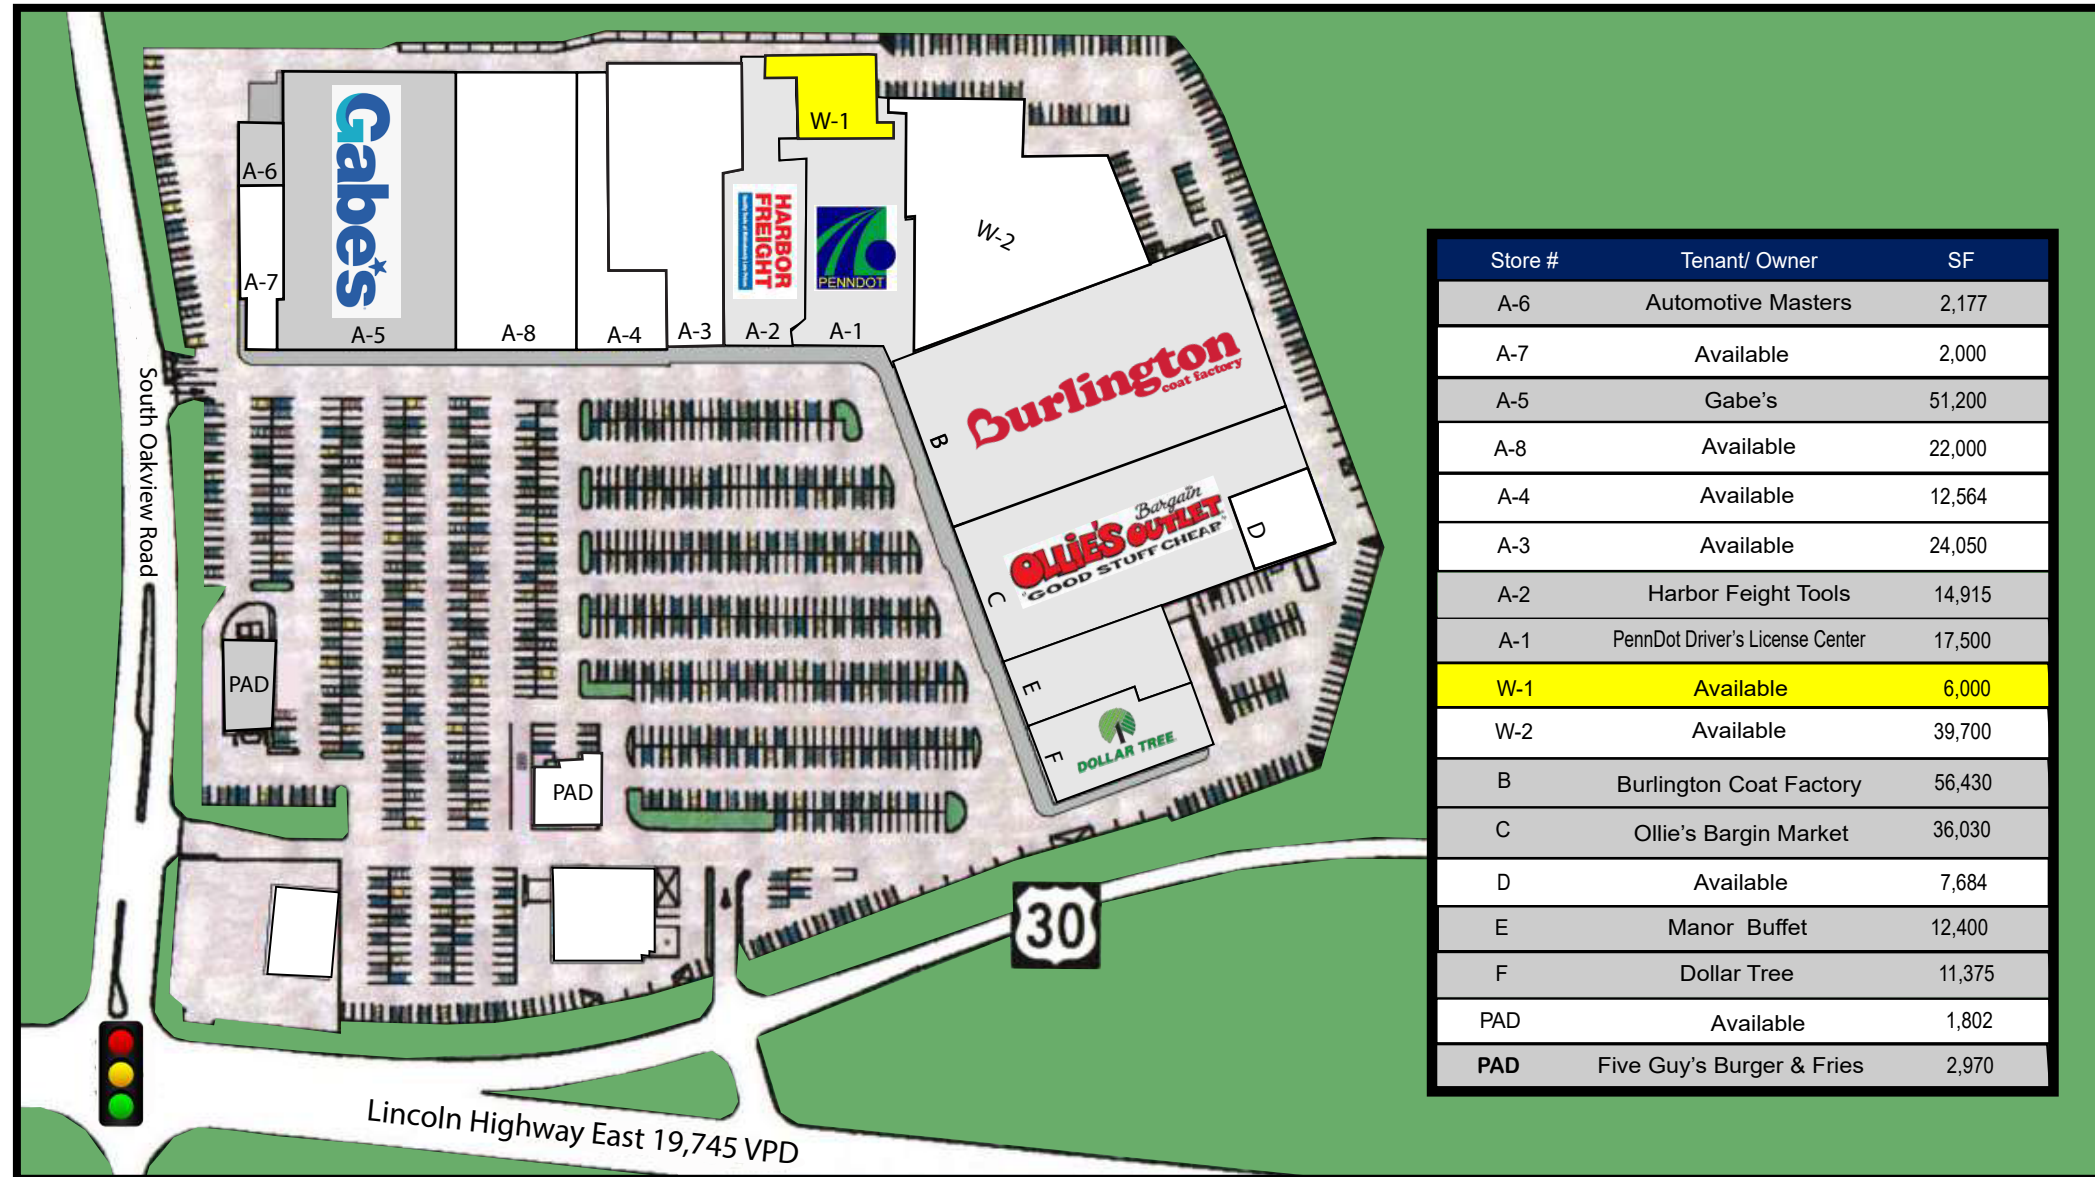 W-1
A-6
A-7
Gabe's
A-5
A-8
A-4
A-3
HARBOR
FREIGHT
A-2
PENNDOT
A-1
W-2
Burlington
coat factory
B
Bargain
OLLIE'S OUTLET
"GOOD STUFF CHEAP"
C
D
E
F
DOLLAR TREE
South Oakview Road
PAD
PAD
30
Lincoln Highway East 19,745 VPD
Store # Tenant/ Owner SF
A-6 Automotive Masters 2,177
A-7 Available 2,000
A-5 Gabe's 51,200
A-8 Available 22,000
A-4 Available 12,564
A-3 Available 24,050
A-2 Harbor Feight Tools 14,915
A-1 PennDot Driver's License Center 17,500
W-1 Available 6,000
W-2 Available 39,700
B Burlington Coat Factory 56,430
C Ollie's Bargin Market 36,030
D Available 7,684
E Manor Buffet 12,400
F Dollar Tree 11,375
PAD Available 1,802
PAD Five Guy's Burger & Fries 2,970